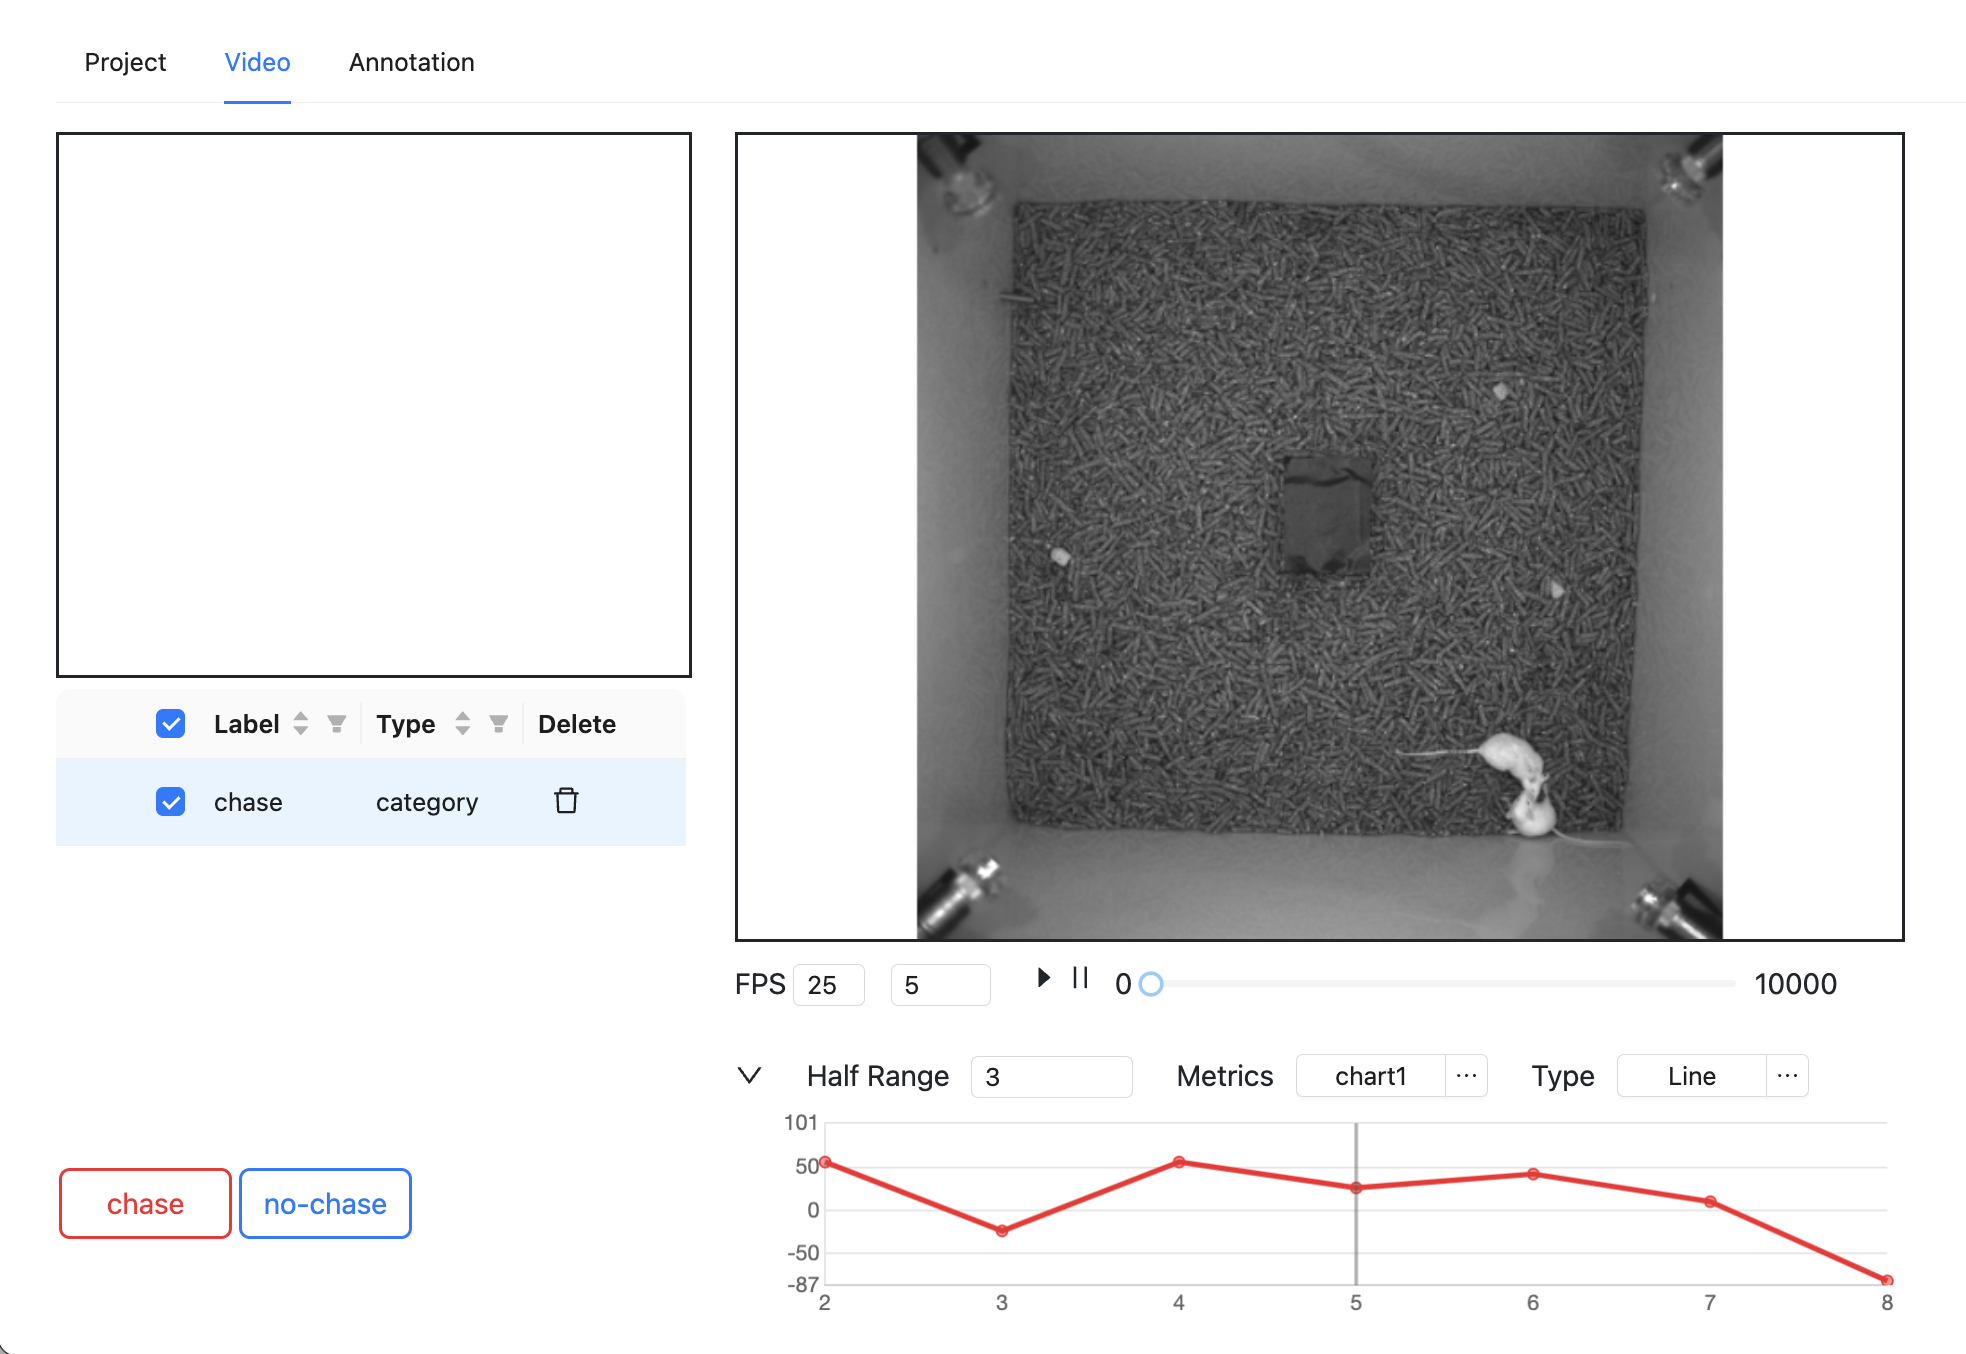 Project Video Annotation
Label Type Delete
chase category
chase no-chase
FPS 25 5 0 10000
Half Range 3 Metrics chart1 ··· Type Line ···
101
50
0
-50
-87
2 3 4 5 6 7 8